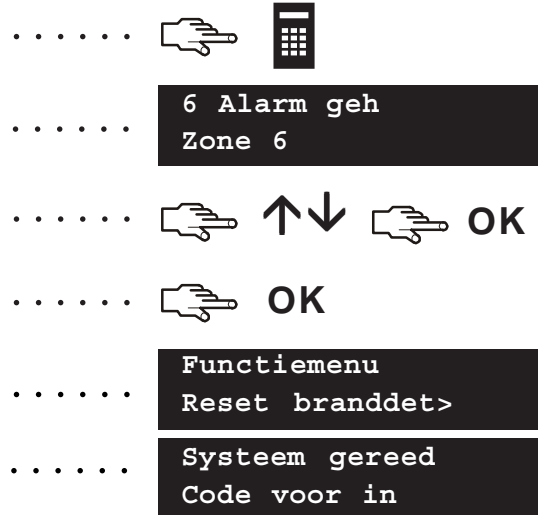 . . . . . .
. . . . . .
6 Alarm geh
Zone 6
. . . . . . ↑↓ OK
. . . . . . OK
. . . . . .
Functiemenu
Reset branddet>
. . . . . .
Systeem gereed
Code voor in